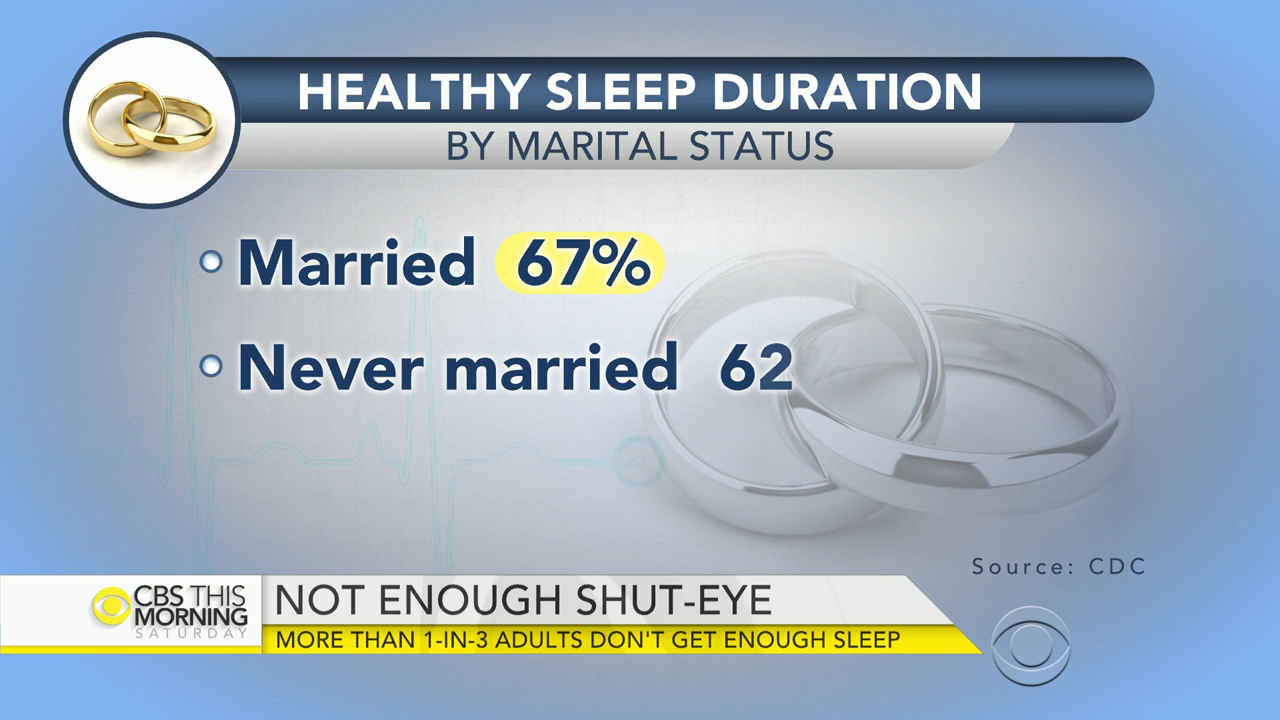 HEALTHY SLEEP DURATION
BY MARITAL STATUS
Married 67%
Never married 62
Source: CDC
CBS THIS
MORNING
SATURDAY
NOT ENOUGH SHUT-EYE
MORE THAN 1-IN-3 ADULTS DON'T GET ENOUGH SLEEP